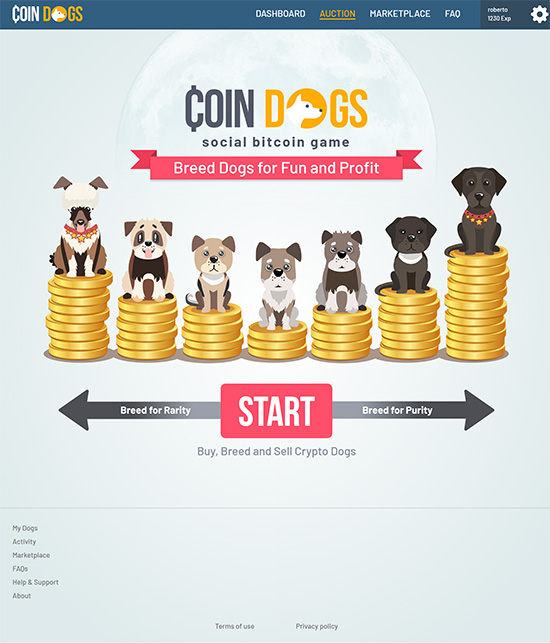 ₵OIN DOGS
DASHBOARD AUCTION MARKETPLACE FAQ
roberto
1230 Exp
₵OIN DOGS
social bitcoin game
Breed Dogs for Fun and Profit
Breed for Rarity START Breed for Purity
Buy, Breed and Sell Crypto Dogs
My Dogs
Activity
Marketplace
FAQs
Help & Support
About
Terms of use Privacy policy